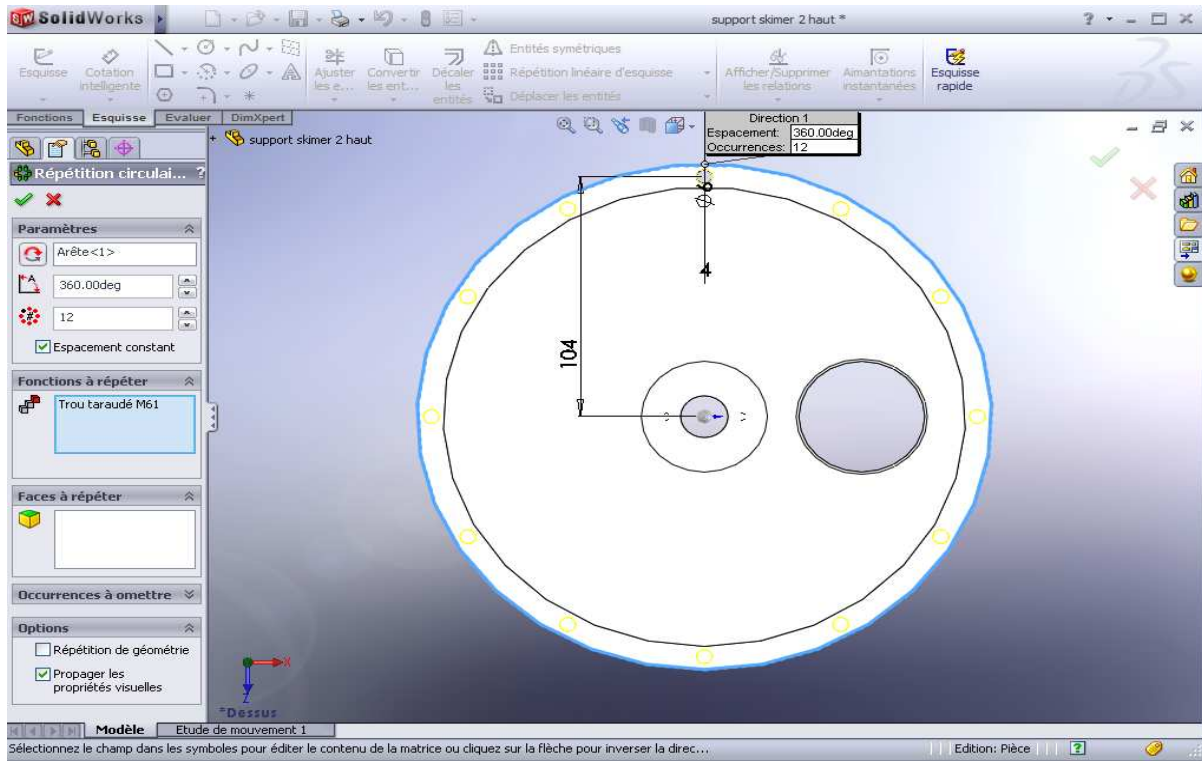 SolidWorks
support skimer 2 haut *
Esquisse
Cotation intelligente
Ajuster les e...
Convertir les ent...
Décaler les entités
Entités symétriques
Répétition linéaire d'esquisse
Déplacer les entités
Afficher/Supprimer les relations
Aimantations instantanées
Esquisse rapide
Fonctions Esquisse Evaluer DimXpert
support skimer 2 haut
Direction 1
Espacement: 360.00deg
Occurrences: 12
Répétition circulai... ?
Paramètres
Arête<1>
360.00deg
12
Espacement constant
Fonctions à répéter
Trou taraudé M61
Faces à répéter
Occurrences à omettre
Options
Répétition de géométrie
Propager les
propriétés visuelles
104
4
X
Z
*Dessus
Modèle Etude de mouvement 1
Sélectionnez le champ dans les symboles pour éditer le contenu de la matrice ou cliquez sur la flèche pour inverser la direc...
Edition: Pièce